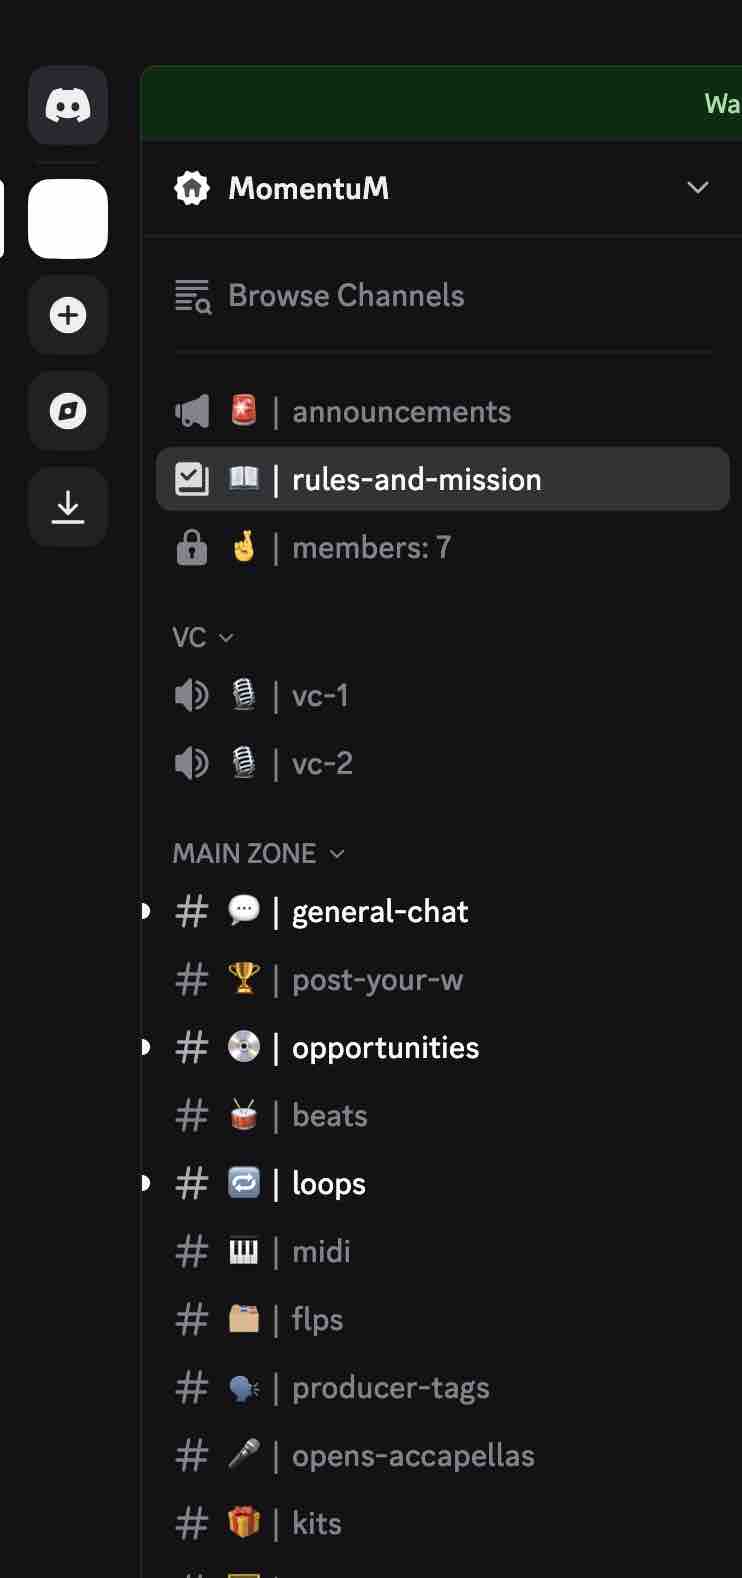 Wa
MomentuM
Browse Channels
| announcements
| rules-and-mission
| members: 7
VC
| vc-1
| vc-2
MAIN ZONE
# | general-chat
# | post-your-w
# | opportunities
# | beats
# | loops
# | midi
# | flps
# | producer-tags
# | opens-accapellas
# | kits